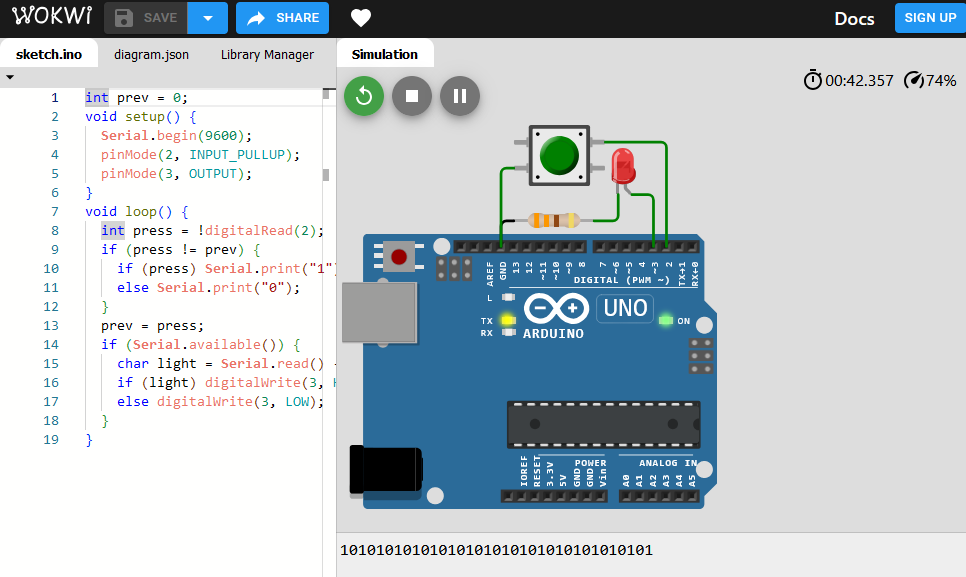 WOKWI
SAVE
SHARE
Docs
SIGN UP
sketch.ino
diagram.json
Library Manager
Simulation
00:42.357
74%
1 int prev = 0;
2 void setup() {
3 Serial.begin(9600);
4 pinMode(2, INPUT_PULLUP);
5 pinMode(3, OUTPUT);
6 }
7 void loop() {
8 int press = !digitalRead(2);
9 if (press != prev) {
10 if (press) Serial.print("1")
11 else Serial.print("0");
12 }
13 prev = press;
14 if (Serial.available()) {
15 char light = Serial.read()
16 if (light) digitalWrite(3,
17 else digitalWrite(3, LOW);
18 }
19 }
AREF
GND
13
12
~11
~10
~9
8
7
~6
~5
4
~3
2
TX→1
RX←0
DIGITAL (PWM ~)
L
TX
RX
ARDUINO
UNO
ON
IOREF
RESET
3.3V
5V
GND
GND
Vin
POWER
ANALOG IN
A0
A1
A2
A3
A4
A5